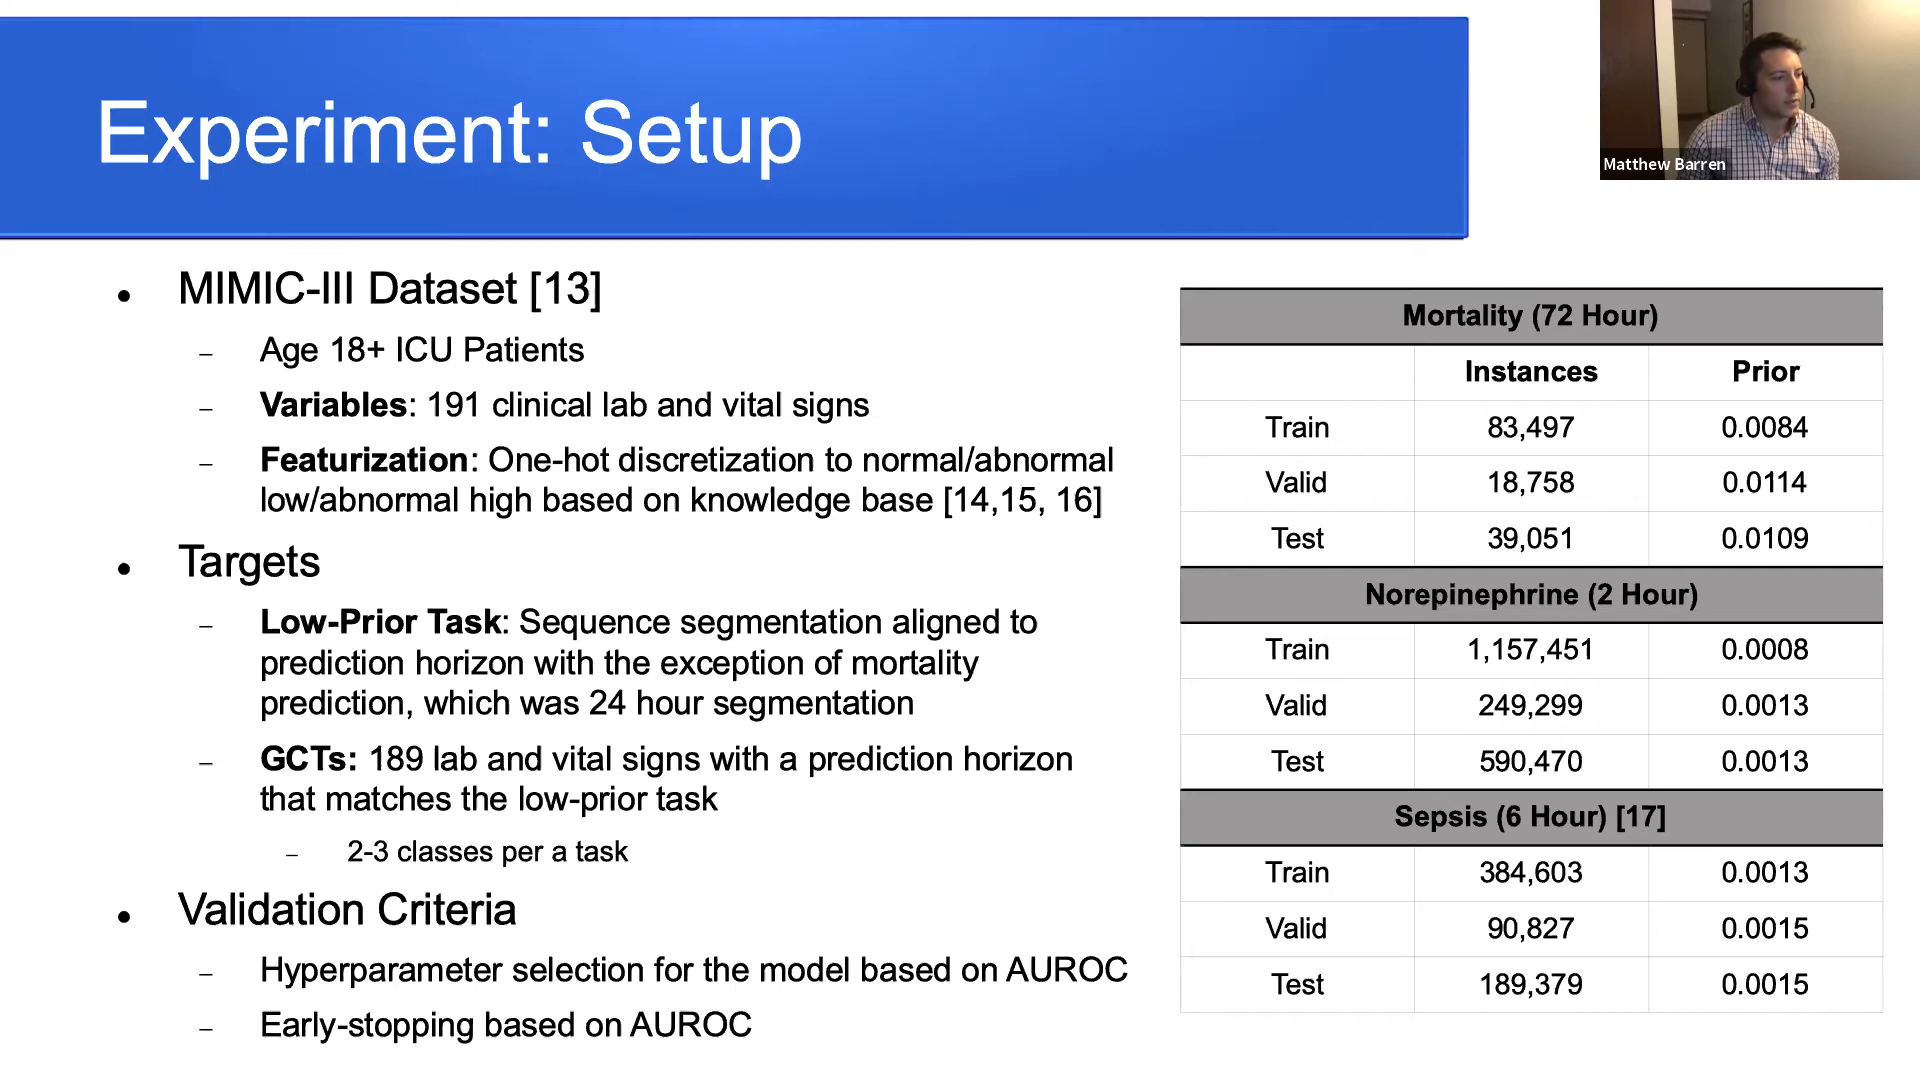 Experiment: Setup
Matthew Barren
• MIMIC-III Dataset [13]
– Age 18+ ICU Patients
– Variables: 191 clinical lab and vital signs
– Featurization: One-hot discretization to normal/abnormal
low/abnormal high based on knowledge base [14,15, 16]
• Targets
– Low-Prior Task: Sequence segmentation aligned to
prediction horizon with the exception of mortality
prediction, which was 24 hour segmentation
– GCTs: 189 lab and vital signs with a prediction horizon
that matches the low-prior task
– 2-3 classes per a task
• Validation Criteria
– Hyperparameter selection for the model based on AUROC
– Early-stopping based on AUROC
Mortality (72 Hour)
Instances Prior
Train 83,497 0.0084
Valid 18,758 0.0114
Test 39,051 0.0109
Norepinephrine (2 Hour)
Train 1,157,451 0.0008
Valid 249,299 0.0013
Test 590,470 0.0013
Sepsis (6 Hour) [17]
Train 384,603 0.0013
Valid 90,827 0.0015
Test 189,379 0.0015